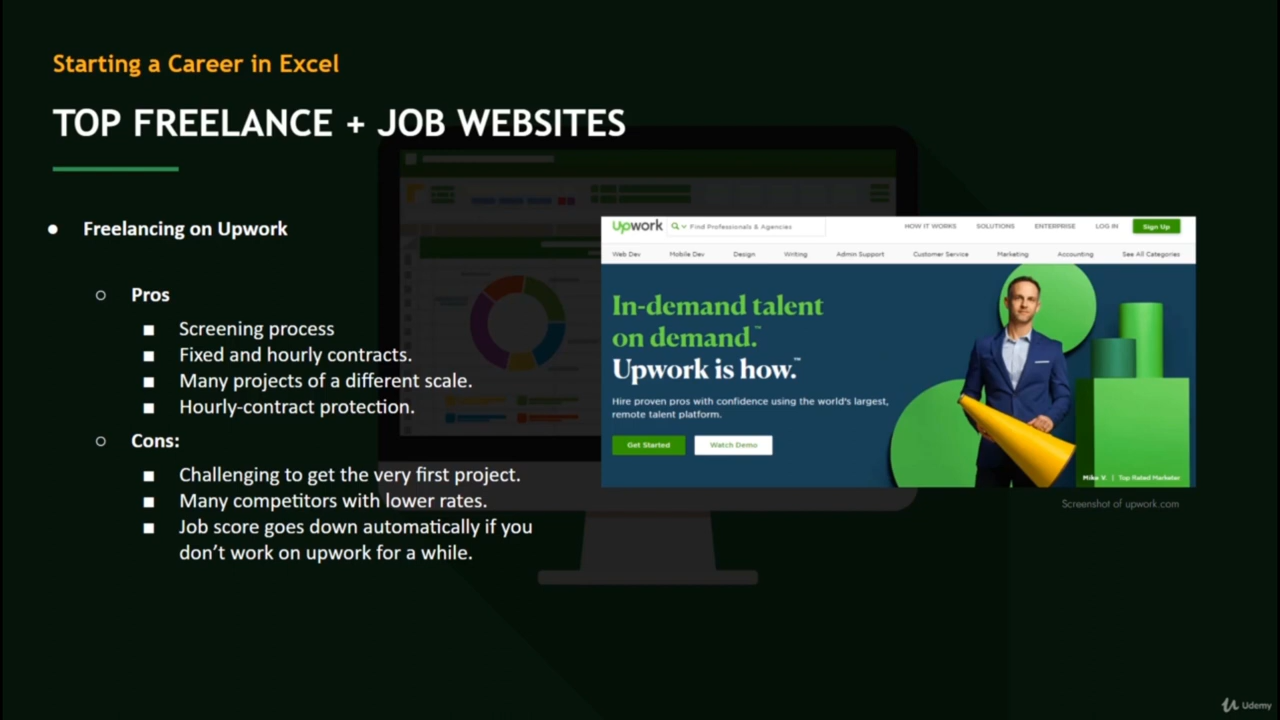 Starting a Career in Excel
TOP FREELANCE + JOB WEBSITES
● Freelancing on Upwork
○ Pros
■ Screening process
■ Fixed and hourly contracts.
■ Many projects of a different scale.
■ Hourly-contract protection.
○ Cons:
■ Challenging to get the very first project.
■ Many competitors with lower rates.
■ Job score goes down automatically if you
don't work on upwork for a while.
Upwork Find Professionals & Agencies HOW IT WORKS SOLUTIONS ENTERPRISE LOG IN Sign Up
Web Dev Mobile Dev Design Writing Admin Support Customer Service Marketing Accounting See All Categories
In-demand talent
on demand.™
Upwork is how.™
Hire proven pros with confidence using the world's largest,
remote talent platform.
Get Started Watch Demo
Mike V. | Top Rated Marketer
Screenshot of upwork.com
Udemy